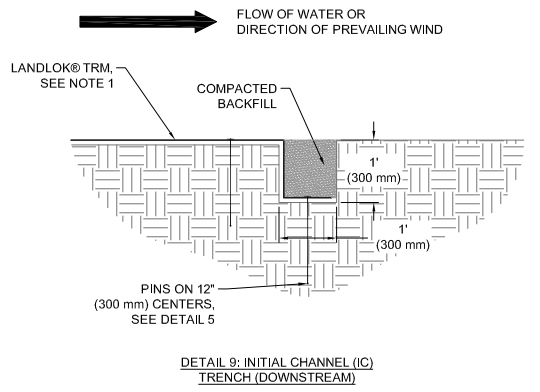 FLOW OF WATER OR
DIRECTION OF PREVAILING WIND
LANDLOK® TRM,
SEE NOTE 1
COMPACTED
BACKFILL
1'
(300 mm)
1'
(300 mm)
PINS ON 12"
(300 mm) CENTERS,
SEE DETAIL 5
DETAIL 9: INITIAL CHANNEL (IC)
TRENCH (DOWNSTREAM)